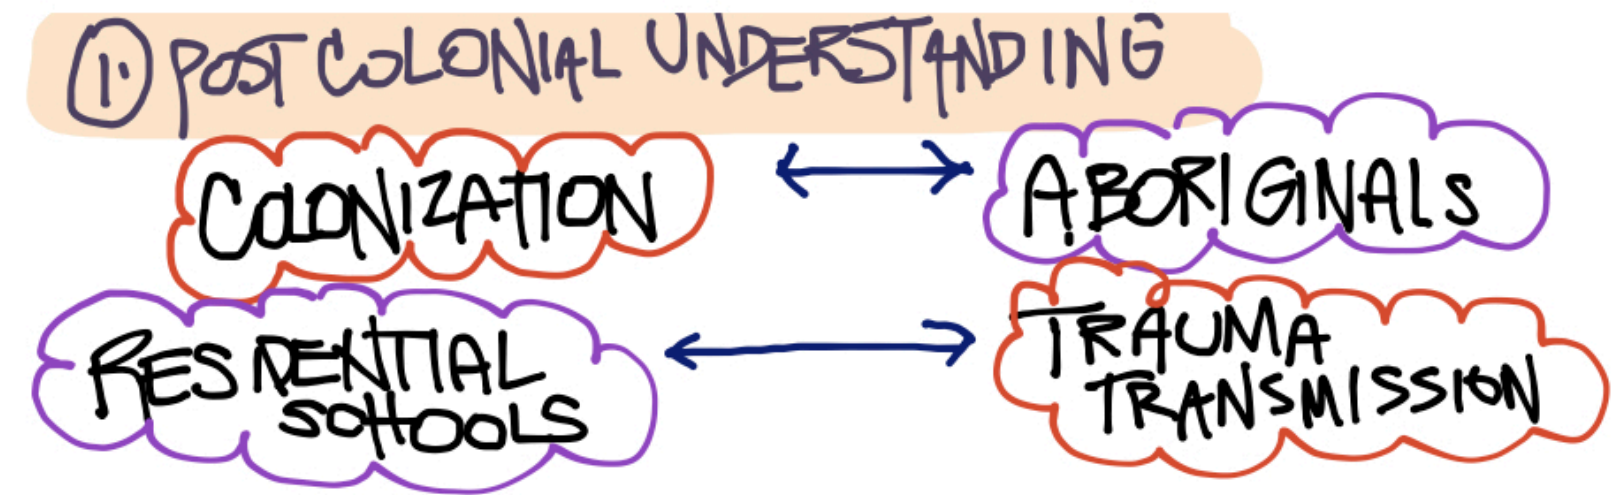 1. POST COLONIAL UNDERSTANDING
COLONIZATION
ABORIGINALS
RESIDENTIAL
SCHOOLS
TRAUMA
TRANSMISSION